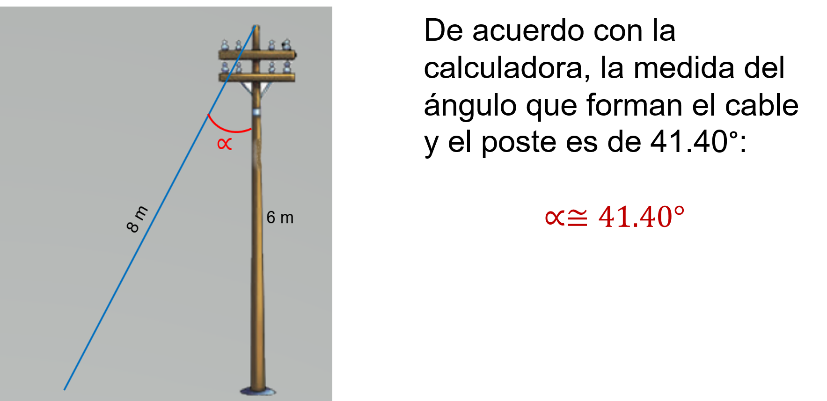 De acuerdo con la
calculadora, la medida del
ángulo que forman el cable
y el poste es de 41.40°:
∝≅ 41.40°
∝
8 m
6 m